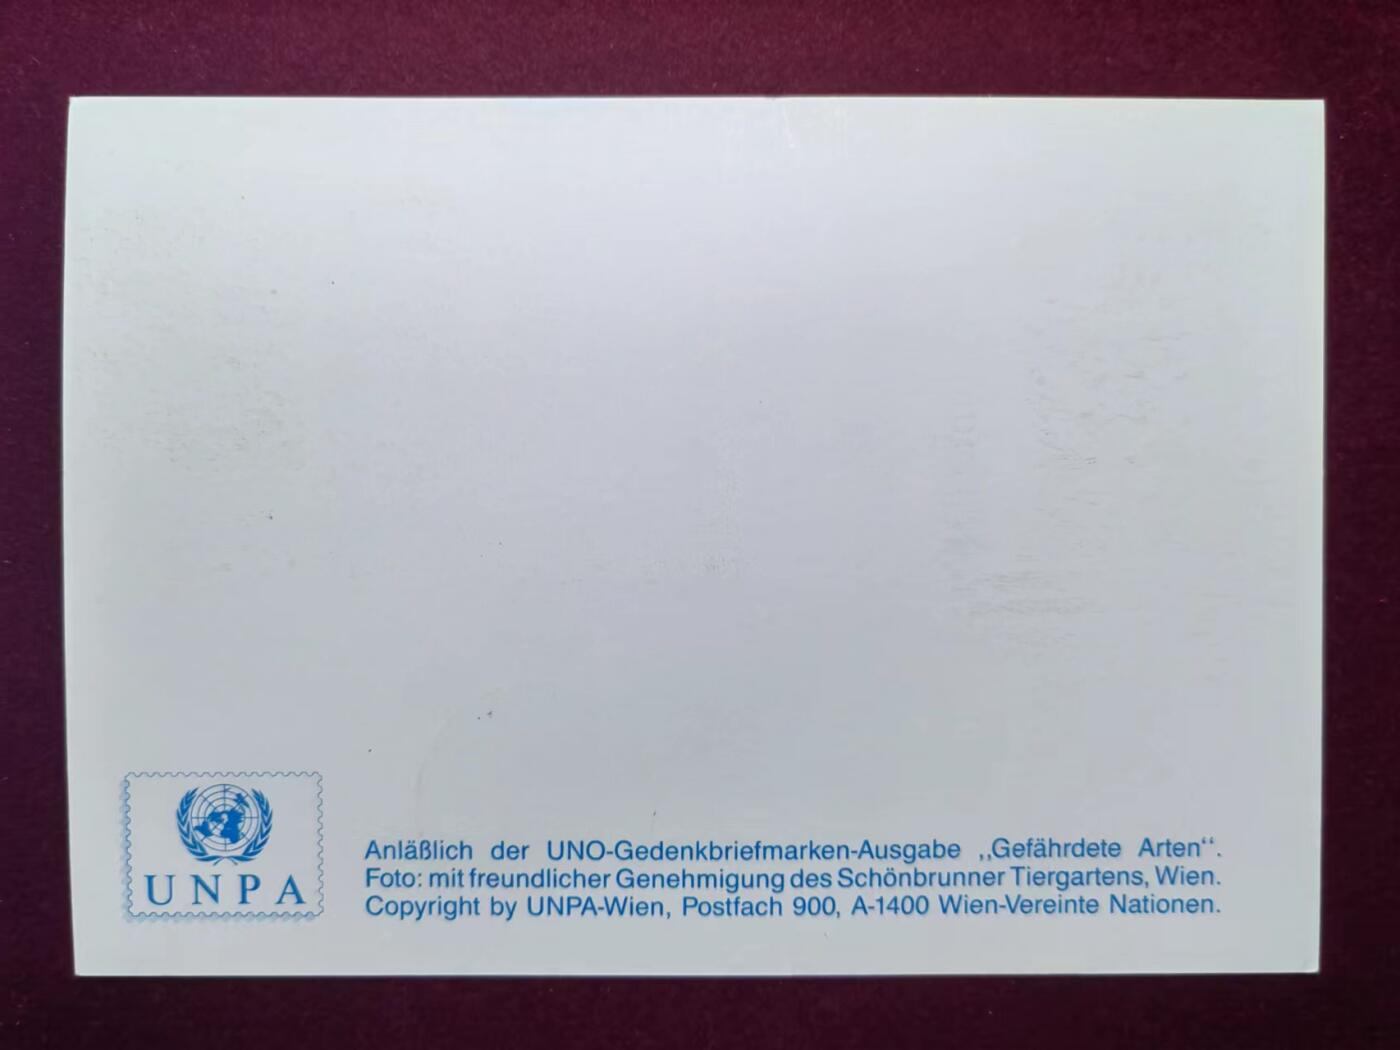 UNPA
Anläßlich der UNO-Gedenkbriefmarken-Ausgabe ,,Gefährdete Arten“.
Foto: mit freundlicher Genehmigung des Schönbrunner Tiergartens, Wien.
Copyright by UNPA-Wien, Postfach 900, A-1400 Wien-Vereinte Nationen.